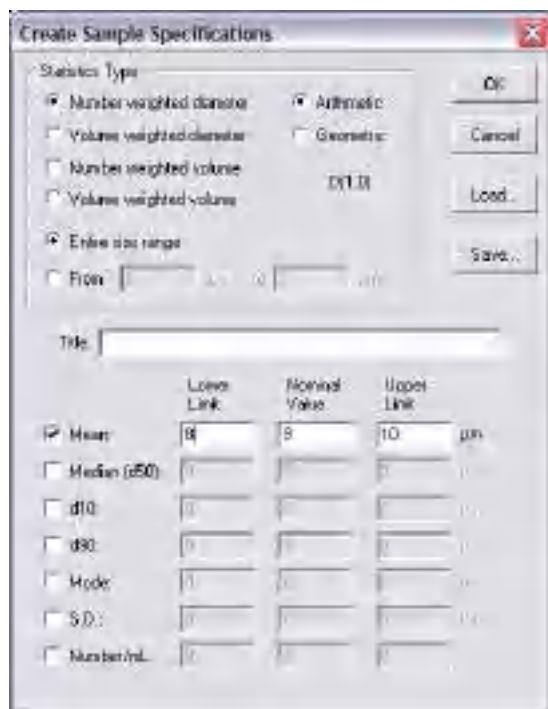 Create Sample Specifications
Statistics Type
Number weighted diameter
Arithmetic
OK
Volume weighted diameter
Geometric
Cancel
Number weighted volume
D(1,0)
Volume weighted volume
Load...
Entire size range
Save...
From:
Title:
Lower Limit
Nominal Value
Upper Limit
Mean: 8 9 10 µm
Median (d50):
d10:
d90:
Mode:
S.D.:
Number/mL: